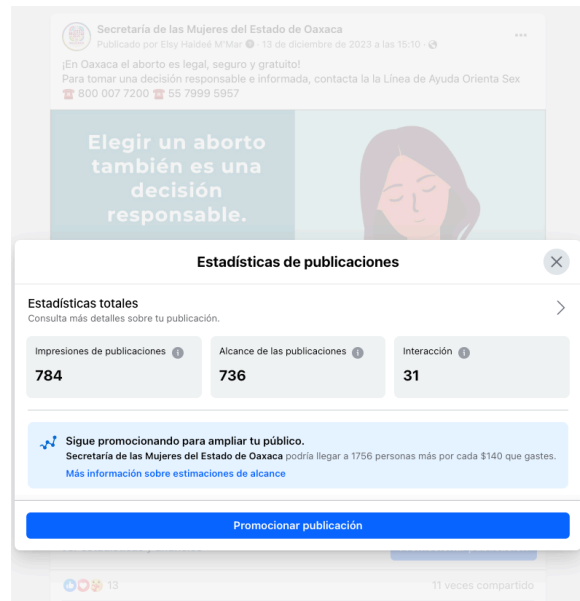 Secretaría de las Mujeres del Estado de Oaxaca
Publicado por Elsy Haideé M'Mar · 13 de diciembre de 2023 a las 15:10 ·
¡En Oaxaca el aborto es legal, seguro y gratuito!
Para tomar una decisión responsable e informada, contacta la la Línea de Ayuda Orienta Sex
☎ 800 007 7200 ☎ 55 7999 5957
Elegir un aborto
también es una
decisión
responsable.
Estadísticas de publicaciones
Estadísticas totales
Consulta más detalles sobre tu publicación.
Impresiones de publicaciones
784
Alcance de las publicaciones
736
Interacción
31
Sigue promocionando para ampliar tu público.
Secretaría de las Mujeres del Estado de Oaxaca podría llegar a 1756 personas más por cada $140 que gastes.
Más información sobre estimaciones de alcance
Promocionar publicación
13
11 veces compartido